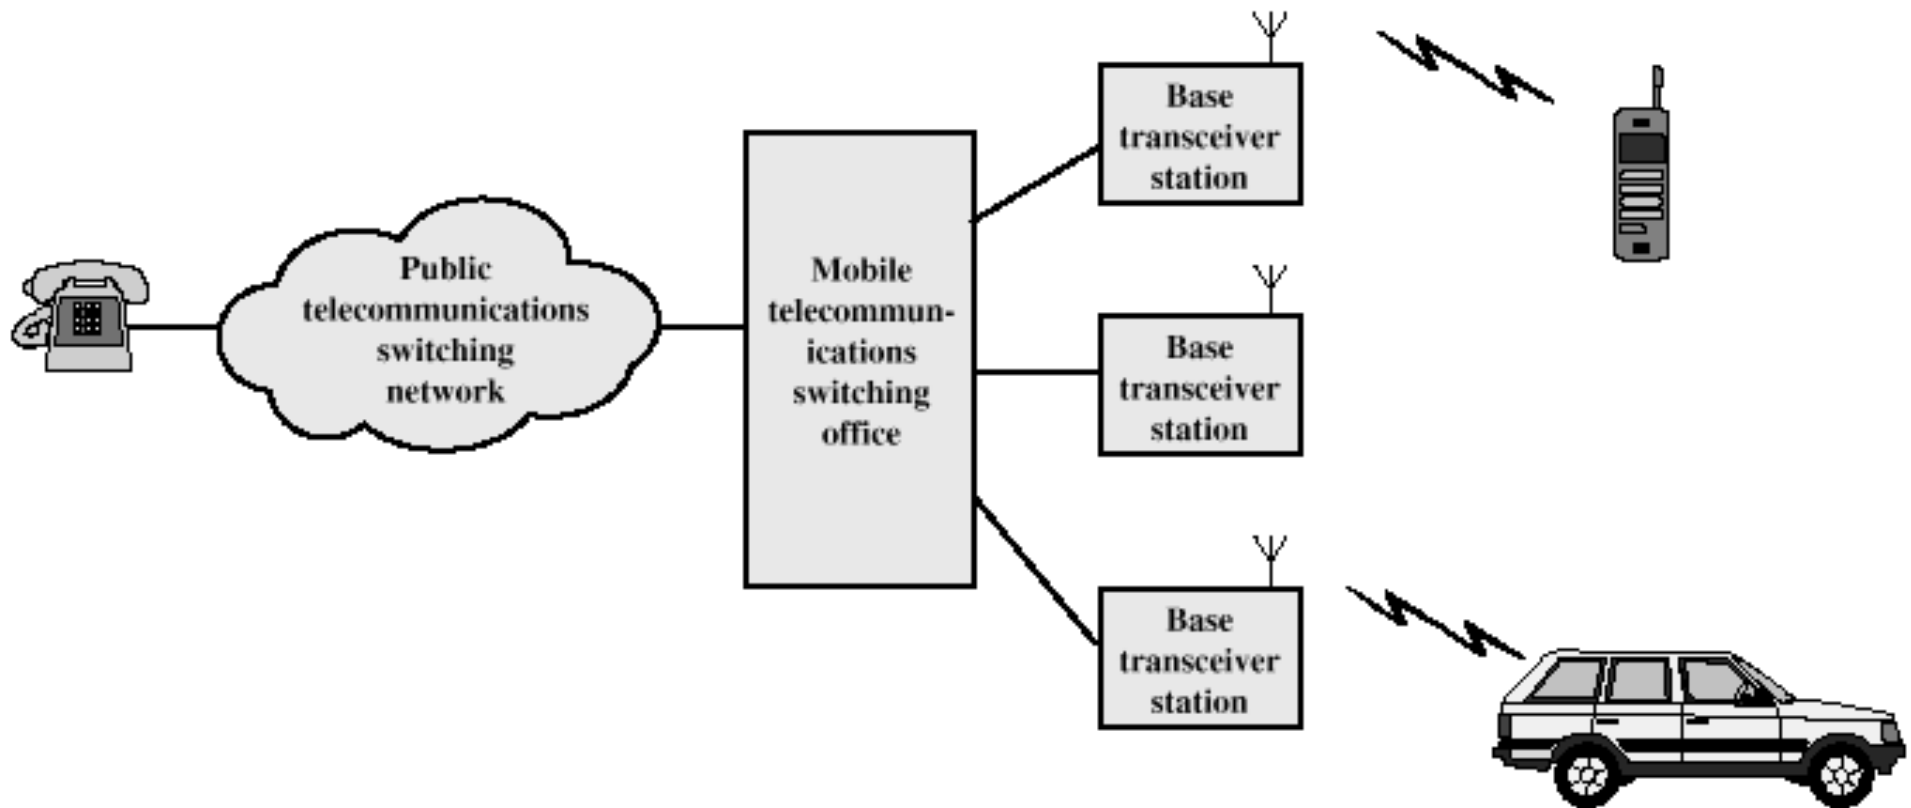 Public
telecommunications
switching
network
Mobile
telecommun-
ications
switching
office
Base
transceiver
station
Base
transceiver
station
Base
transceiver
station